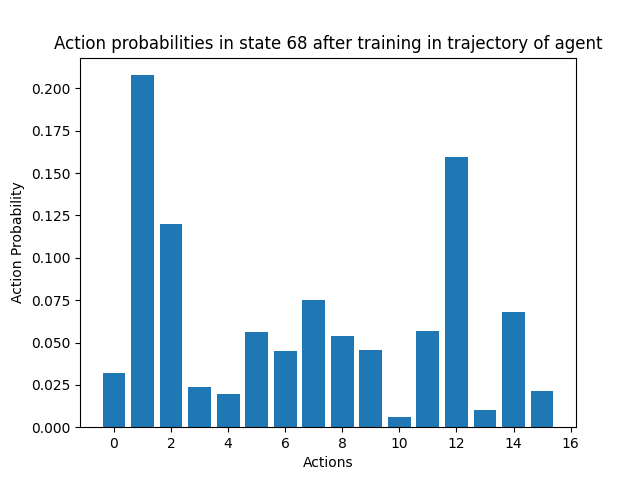 Action probabilities in state 68 after training in trajectory of agent
0.200
0.175
0.150
0.125
0.100
0.075
0.050
0.025
0.000
Action Probability
0 2 4 6 8 10 12 14 16
Actions